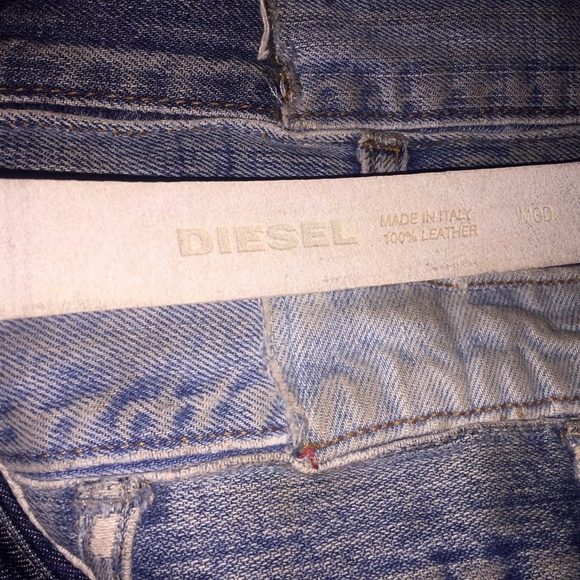 DIESEL
MADE IN ITALY
100% LEATHER
MOD.